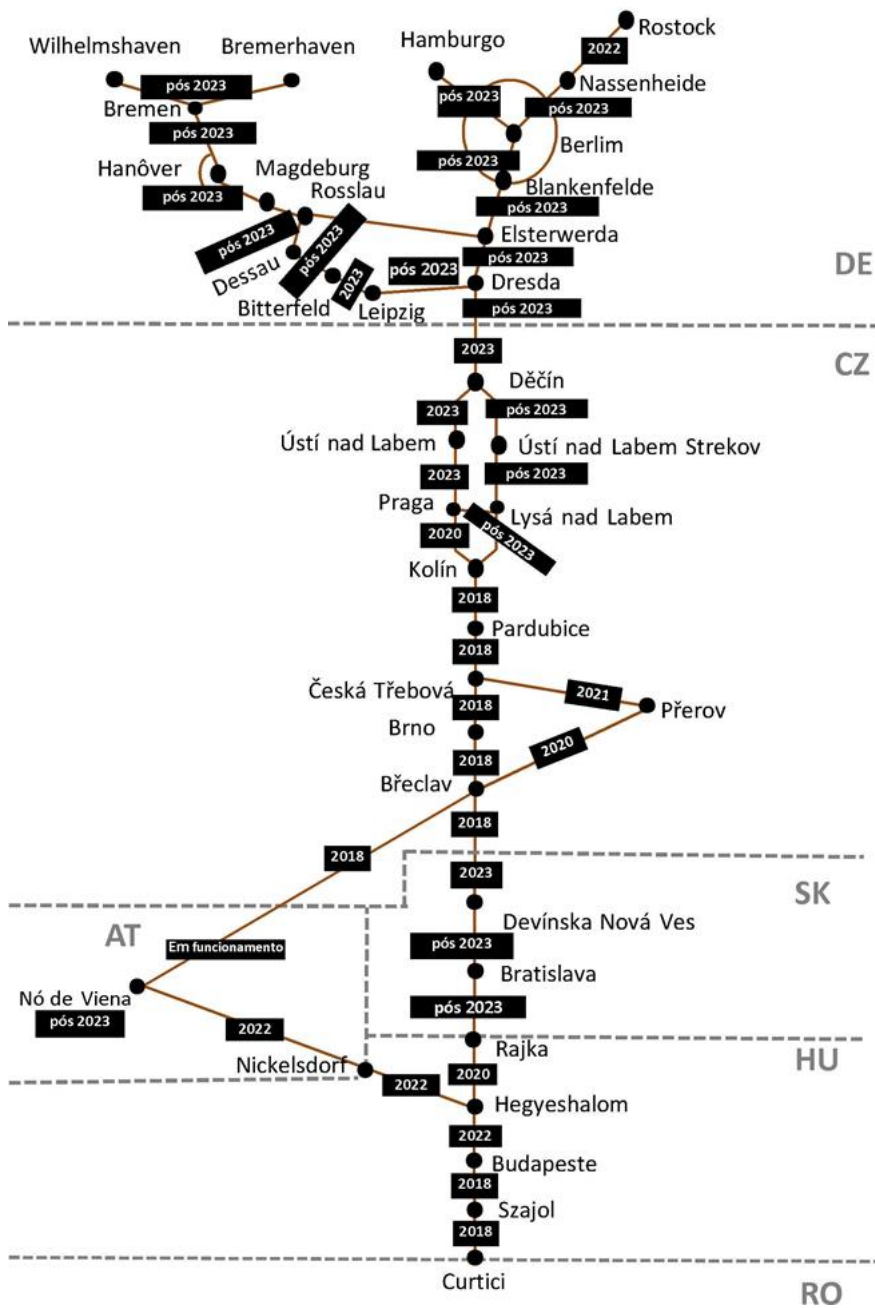 Rostock
Hamburgo
2022
Wilhelmshaven
Bremerhaven
Nassenheide
pós 2023
pós 2023
pós 2023
Bremen
pós 2023
Berlim
pós 2023
Hanôver
Magdeburg
Blankenfelde
pós 2023
Rosslau
pós 2023
Elsterwerda
pós 2023
pós 2023
pós 2023
pós 2023
DE
Dessau
2023
Dresda
Bitterfeld
Leipzig
pós 2023
2023
CZ
Děčín
2023
pós 2023
Ústí nad Labem
Ústí nad Labem Strekov
2023
pós 2023
Praga
Lysá nad Labem
2020
pós 2023
Kolín
2018
Pardubice
2018
Česká Třebová
2021
2018
Přerov
Brno
2020
2018
Břeclav
2018
2018
2023
SK
Devínska Nová Ves
AT
Em funcionamento
pós 2023
Bratislava
Nó de Viena
pós 2023
pós 2023
2022
Rajka
HU
Nickelsdorf
2020
2022
Hegyeshalom
2022
Budapeste
2018
Szajol
2018
Curtici
RO